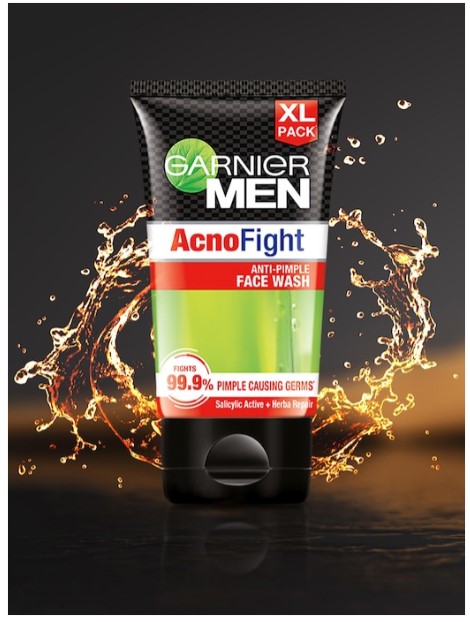 XL
PACK
GARNIER
MEN
AcnoFight
ANTI-PIMPLE
FACE WASH
FIGHTS
99.9% PIMPLE CAUSING GERMS*
Salicylic Active + Herba Repair